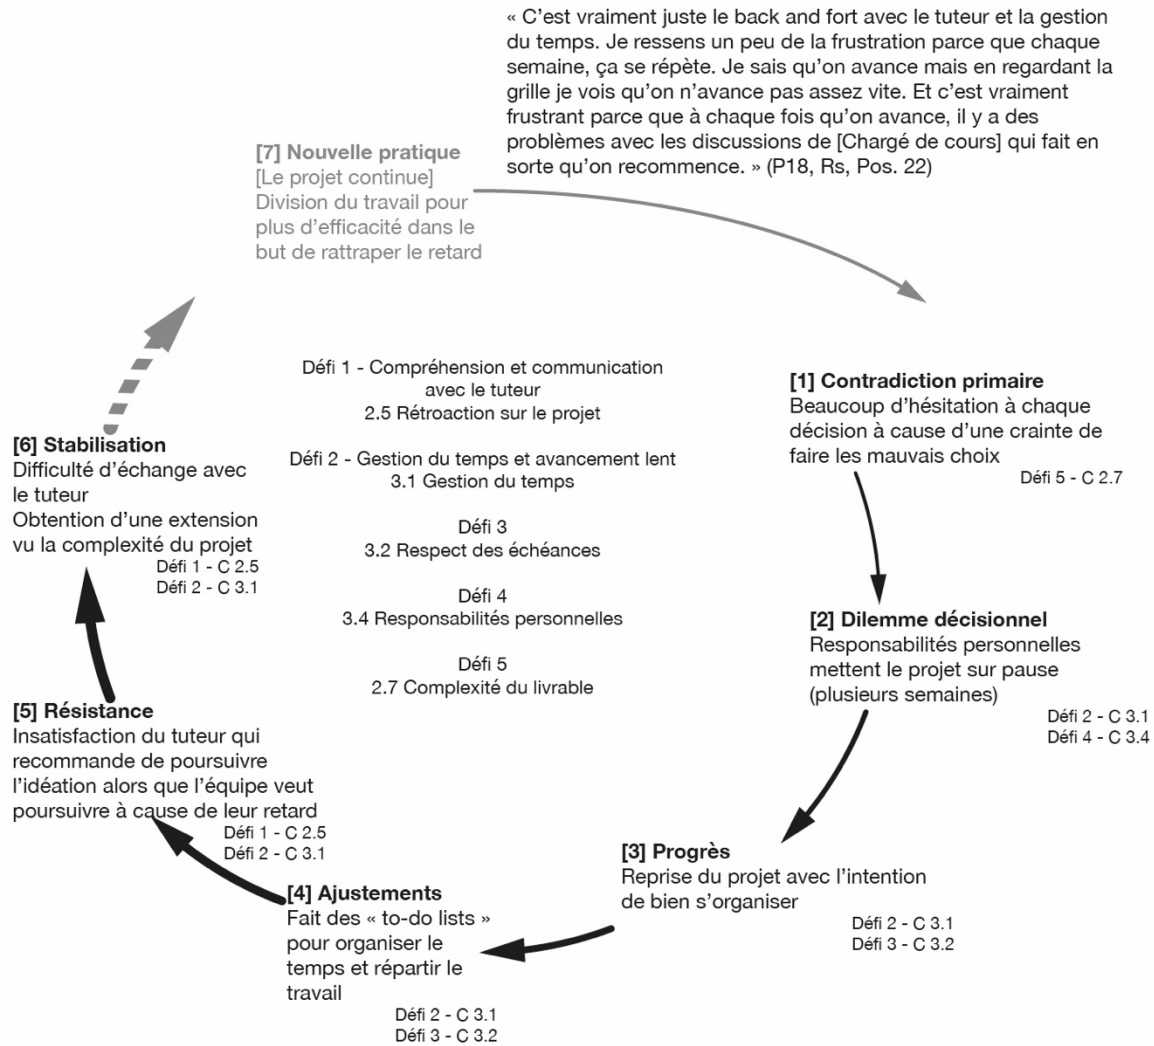 « C’est vraiment juste le back and fort avec le tuteur et la gestion
du temps. Je ressens un peu de la frustration parce que chaque
semaine, ça se répète. Je sais qu’on avance mais en regardant la
grille je vois qu’on n’avance pas assez vite. Et c’est vraiment
frustrant parce que à chaque fois qu’on avance, il y a des
problèmes avec les discussions de [Chargé de cours] qui fait en
sorte qu’on recommence. » (P18, Rs, Pos. 22)
[7] Nouvelle pratique
[Le projet continue]
Division du travail pour
plus d’efficacité dans le
but de rattraper le retard
Défi 1 - Compréhension et communication
avec le tuteur
2.5 Rétroaction sur le projet
Défi 2 - Gestion du temps et avancement lent
3.1 Gestion du temps
Défi 3
3.2 Respect des échéances
Défi 4
3.4 Responsabilités personnelles
Défi 5
2.7 Complexité du livrable
[1] Contradiction primaire
Beaucoup d’hésitation à chaque
décision à cause d’une crainte de
faire les mauvais choix
Défi 5 - C 2.7
[2] Dilemme décisionnel
Responsabilités personnelles
mettent le projet sur pause
(plusieurs semaines)
Défi 2 - C 3.1
Défi 4 - C 3.4
[3] Progrès
Reprise du projet avec l’intention
de bien s’organiser
Défi 2 - C 3.1
Défi 3 - C 3.2
[4] Ajustements
Fait des « to-do lists »
pour organiser le
temps et répartir le
travail
Défi 2 - C 3.1
Défi 3 - C 3.2
[5] Résistance
Insatisfaction du tuteur qui
recommande de poursuivre
l’idéation alors que l’équipe veut
poursuivre à cause de leur retard
Défi 1 - C 2.5
Défi 2 - C 3.1
[6] Stabilisation
Difficulté d’échange avec
le tuteur
Obtention d’une extension
vu la complexité du projet
Défi 1 - C 2.5
Défi 2 - C 3.1